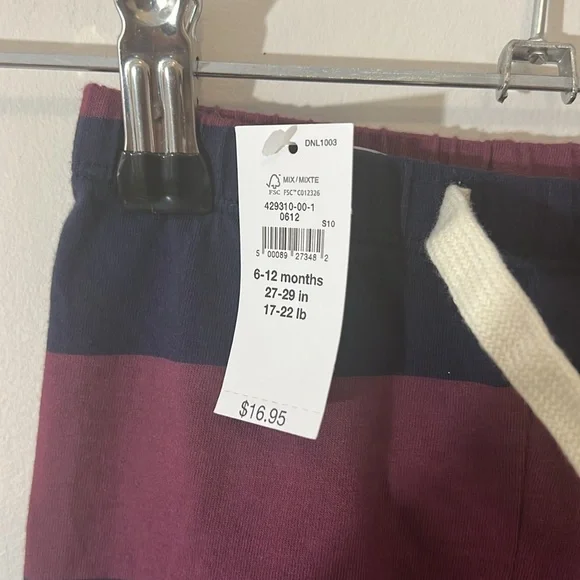 DNL1003
MIX/MIXTE
FSC FSC™ C012326
429310-00-1
0612
S10
5 00089 27348 2
6-12 months
27-29 in
17-22 lb
$16.95